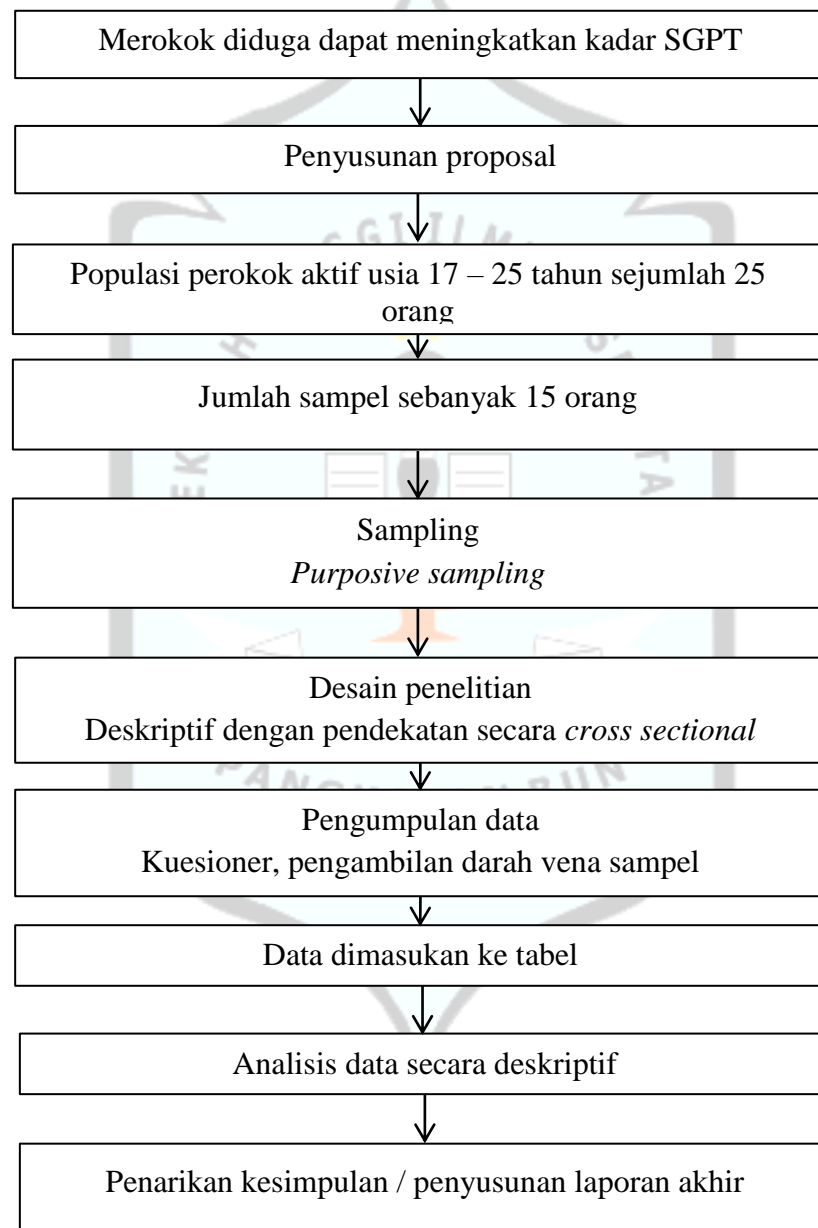 Merokok diduga dapat meningkatkan kadar SGPT
Penyusunan proposal
Populasi perokok aktif usia 17 – 25 tahun sejumlah 25
orang
Jumlah sampel sebanyak 15 orang
Sampling
Purposive sampling
Desain penelitian
Deskriptif dengan pendekatan secara cross sectional
Pengumpulan data
Kuesioner, pengambilan darah vena sampel
Data dimasukan ke tabel
Analisis data secara deskriptif
Penarikan kesimpulan / penyusunan laporan akhir